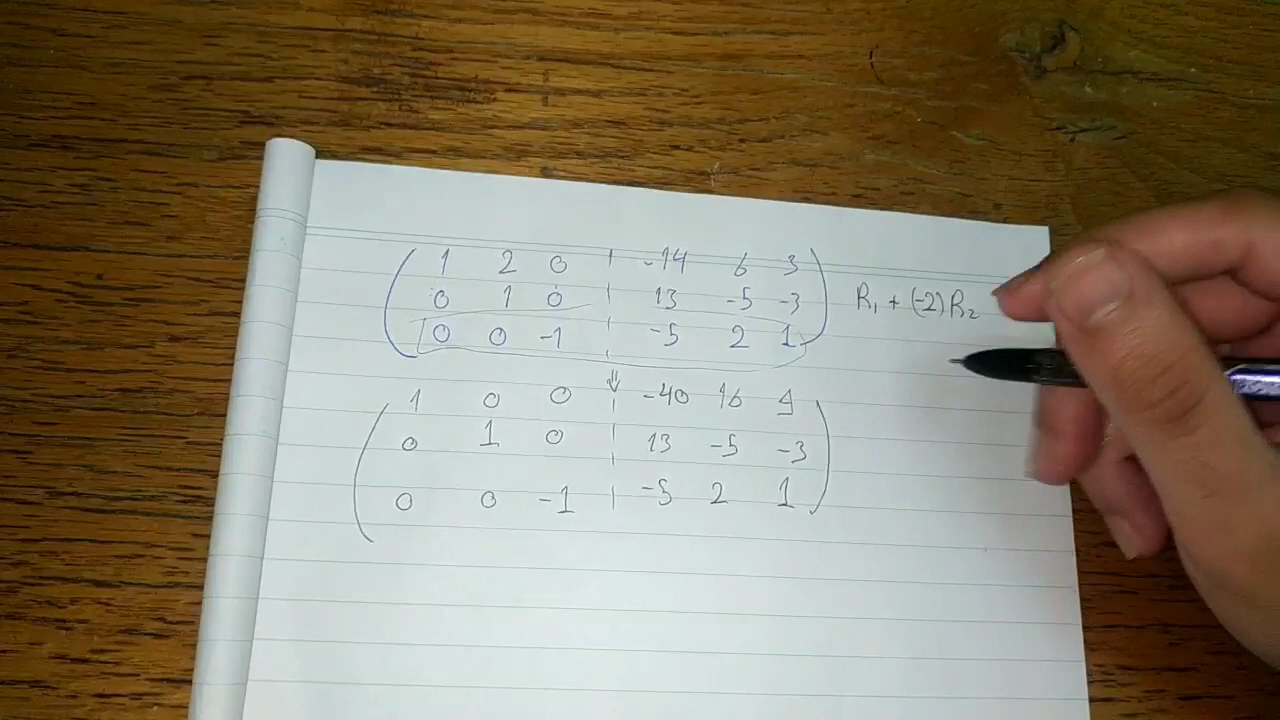 1 2 0 | -14 6 3
0 1 0 | 13 -5 -3 R₁ + (-2)R₂
0 0 -1 | -5 2 1
↓
1 0 0 | -40 16 9
0 1 0 | 13 -5 -3
0 0 -1 | -5 2 1